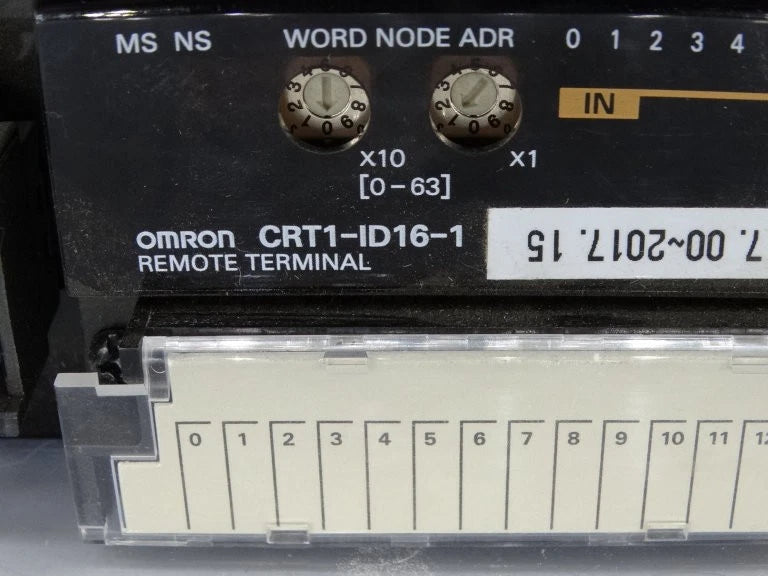 MS NS
WORD NODE ADR
0 1 2 3 4
IN
X10
X1
[0-63]
OMRON CRT1-ID16-1
REMOTE TERMINAL
7.00~2017.15
0 1 2 3 4 5 6 7 8 9 10 11 12